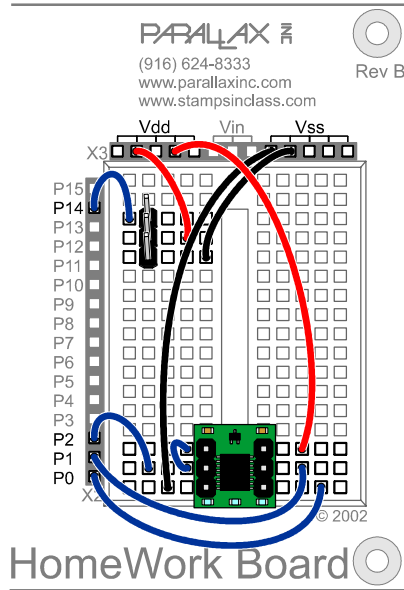 PARALLAX INC
(916) 624-8333
www.parallaxinc.com
www.stampsinclass.com
Rev B
Vdd Vin Vss
X3
P15
P14
P13
P12
P11
P10
P9
P8
P7
P6
P5
P4
P3
P2
P1
P0
X2
© 2002
HomeWork Board